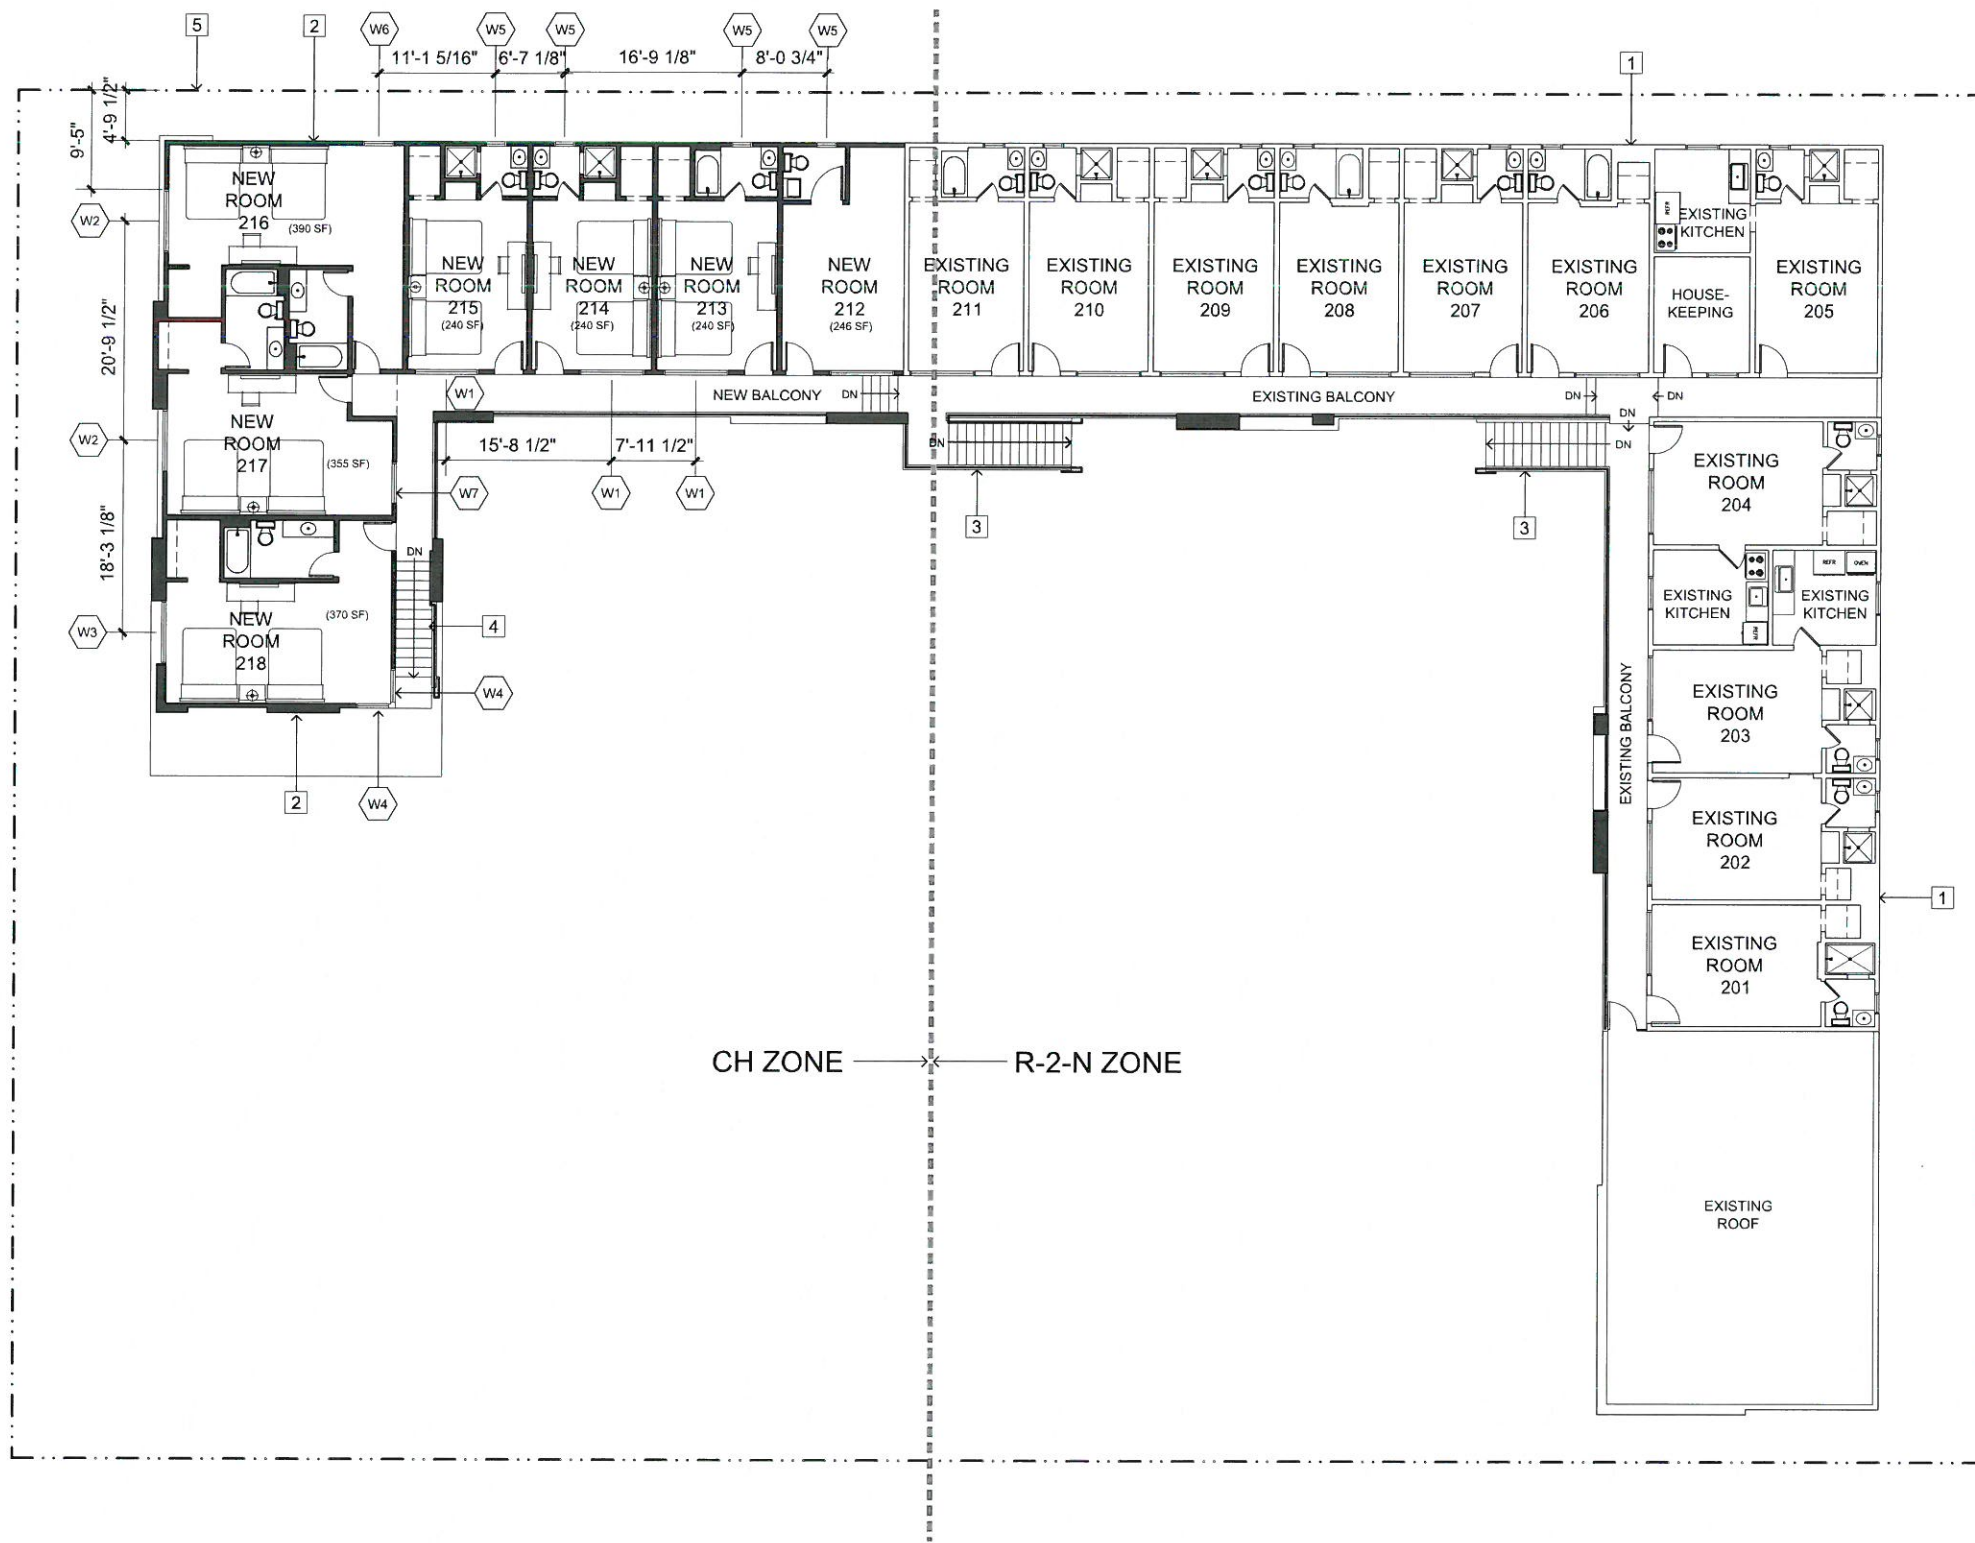 5
2
W6
W5
W5
W5
W5
1
11'-1 5/16"
6'-7 1/8"
16'-9 1/8"
8'-0 3/4"
4'-9 1/2"
9'-5"
NEW
ROOM
216
(390 SF)
W2
20'-9 1/2"
NEW
ROOM
215
(240 SF)
NEW
ROOM
214
(240 SF)
NEW
ROOM
213
(240 SF)
NEW
ROOM
212
(246 SF)
EXISTING
ROOM
211
EXISTING
ROOM
210
EXISTING
ROOM
209
EXISTING
ROOM
208
EXISTING
ROOM
207
EXISTING
ROOM
206
REFR
EXISTING
KITCHEN
HOUSE-
KEEPING
EXISTING
ROOM
205
W1
NEW BALCONY
DN
EXISTING BALCONY
DN
DN
DN
W2
NEW
ROOM
217
(355 SF)
W7
15'-8 1/2"
7'-11 1/2"
W1
W1
DN
3
DN
3
EXISTING
ROOM
204
18'-3 1/8"
DN
REFR
OVEN
EXISTING
KITCHEN
EXISTING
KITCHEN
REFR
W3
NEW
ROOM
218
(370 SF)
4
W4
2
W4
EXISTING BALCONY
EXISTING
ROOM
203
EXISTING
ROOM
202
1
EXISTING
ROOM
201
CH ZONE
R-2-N ZONE
EXISTING
ROOF